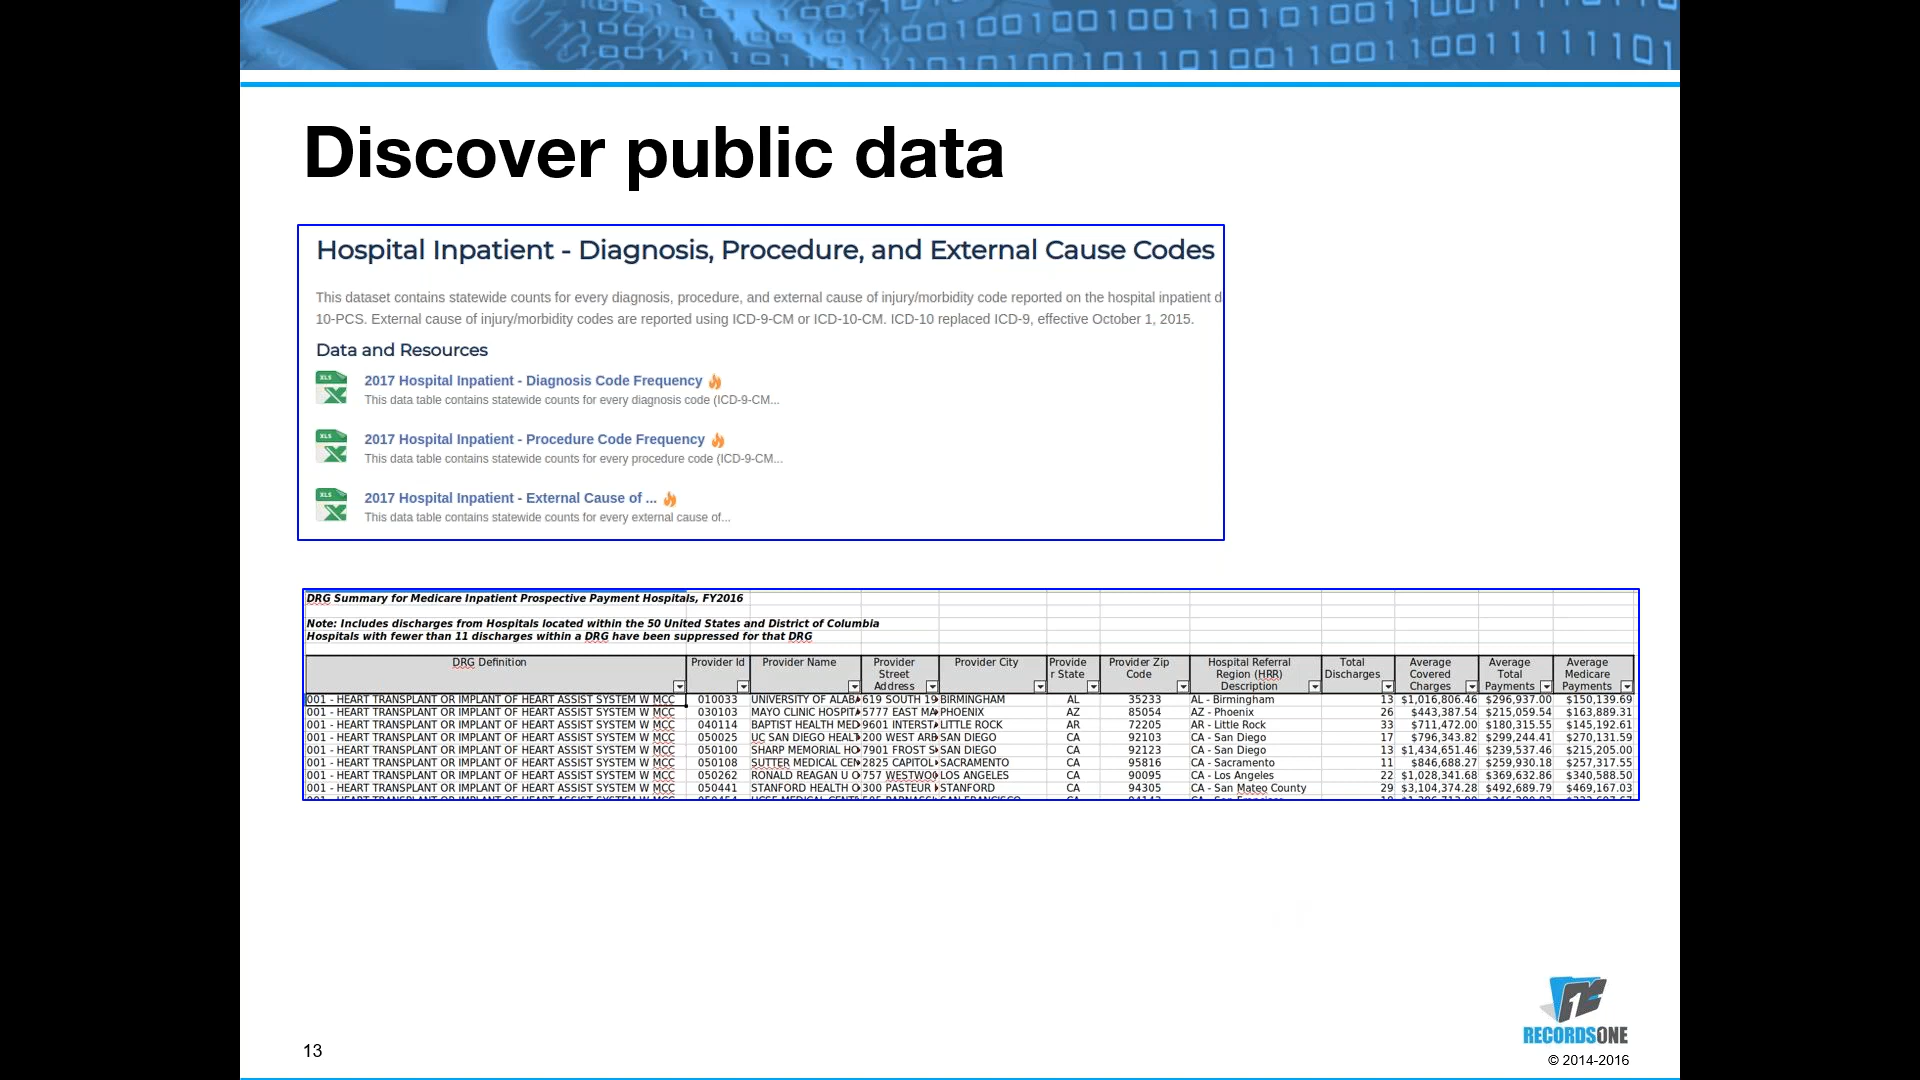 Discover public data
Hospital Inpatient - Diagnosis, Procedure, and External Cause Codes
This dataset contains statewide counts for every diagnosis, procedure, and external cause of injury/morbidity code reported on the hospital inpatient d
10-PCS. External cause of injury/morbidity codes are reported using ICD-9-CM or ICD-10-CM. ICD-10 replaced ICD-9, effective October 1, 2015.
Data and Resources
XLS 2017 Hospital Inpatient - Diagnosis Code Frequency
This data table contains statewide counts for every diagnosis code (ICD-9-CM...
XLS 2017 Hospital Inpatient - Procedure Code Frequency
This data table contains statewide counts for every procedure code (ICD-9-CM...
XLS 2017 Hospital Inpatient - External Cause of ...
This data table contains statewide counts for every external cause of...
DRG Summary for Medicare Inpatient Prospective Payment Hospitals, FY2016
Note: Includes discharges from Hospitals located within the 50 United States and District of Columbia
Hospitals with fewer than 11 discharges within a DRG have been suppressed for that DRG
DRG Definition Provider Id Provider Name Provider Street Address Provider City Provider State Provider Zip Code Hospital Referral Region (HRR) Description Total Discharges Average Covered Charges Average Total Payments Average Medicare Payments
001 - HEART TRANSPLANT OR IMPLANT OF HEART ASSIST SYSTEM W MCC 010033 UNIVERSITY OF ALAB 619 SOUTH 19 BIRMINGHAM AL 35233 AL - Birmingham 13 $1,016,806.46 $296,937.00 $150,139.69
001 - HEART TRANSPLANT OR IMPLANT OF HEART ASSIST SYSTEM W MCC 030103 MAYO CLINIC HOSPIT 5777 EAST MA PHOENIX AZ 85054 AZ - Phoenix 26 $443,387.54 $215,059.54 $163,889.31
001 - HEART TRANSPLANT OR IMPLANT OF HEART ASSIST SYSTEM W MCC 040114 BAPTIST HEALTH MED 9601 INTERST LITTLE ROCK AR 72205 AR - Little Rock 33 $711,472.00 $180,315.55 $145,192.61
001 - HEART TRANSPLANT OR IMPLANT OF HEART ASSIST SYSTEM W MCC 050025 UC SAN DIEGO HEALT 200 WEST ARB SAN DIEGO CA 92103 CA - San Diego 17 $796,343.82 $299,244.41 $270,131.59
001 - HEART TRANSPLANT OR IMPLANT OF HEART ASSIST SYSTEM W MCC 050100 SHARP MEMORIAL HO 7901 FROST S SAN DIEGO CA 92123 CA - San Diego 13 $1,434,651.46 $239,537.46 $215,205.00
001 - HEART TRANSPLANT OR IMPLANT OF HEART ASSIST SYSTEM W MCC 050108 SUTTER MEDICAL CEN 2825 CAPITOL SACRAMENTO CA 95816 CA - Sacramento 11 $846,688.27 $259,930.18 $257,317.55
001 - HEART TRANSPLANT OR IMPLANT OF HEART ASSIST SYSTEM W MCC 050262 RONALD REAGAN U 757 WESTWO LOS ANGELES CA 90095 CA - Los Angeles 22 $1,028,341.68 $369,632.86 $340,588.50
001 - HEART TRANSPLANT OR IMPLANT OF HEART ASSIST SYSTEM W MCC 050441 STANFORD HEALTH 300 PASTEUR STANFORD CA 94305 CA - San Mateo County 29 $3,104,374.28 $492,689.79 $469,167.03
13
RECORDSONE
© 2014-2016